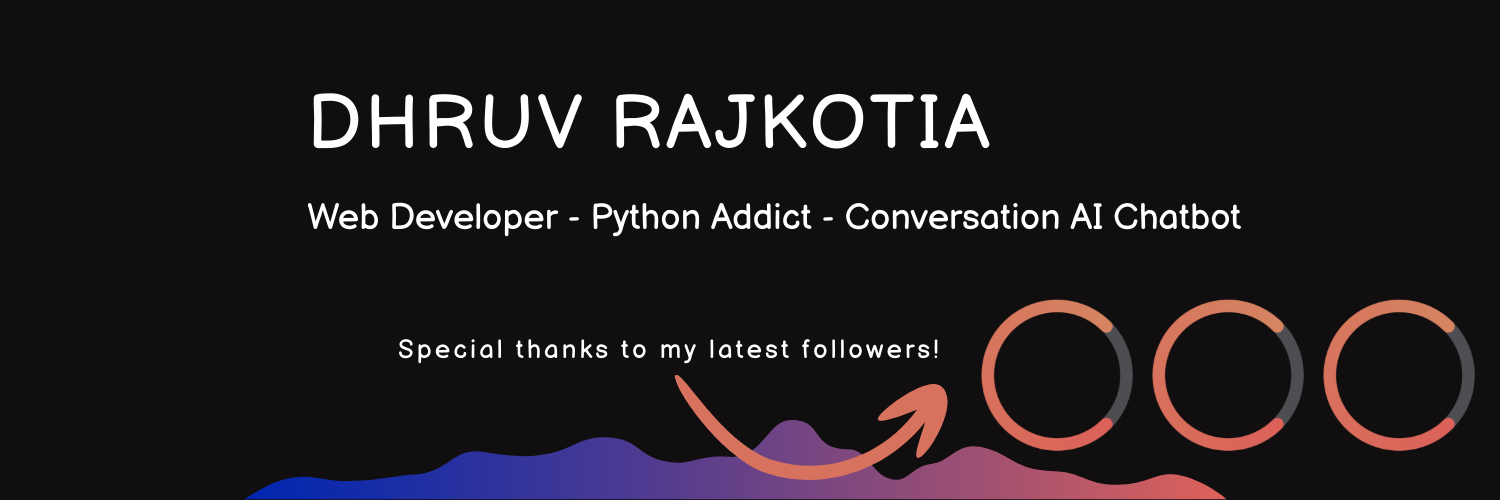 DHRUV RAJKOTIA
Web Developer - Python Addict - Conversation AI Chatbot
Special thanks to my latest followers!